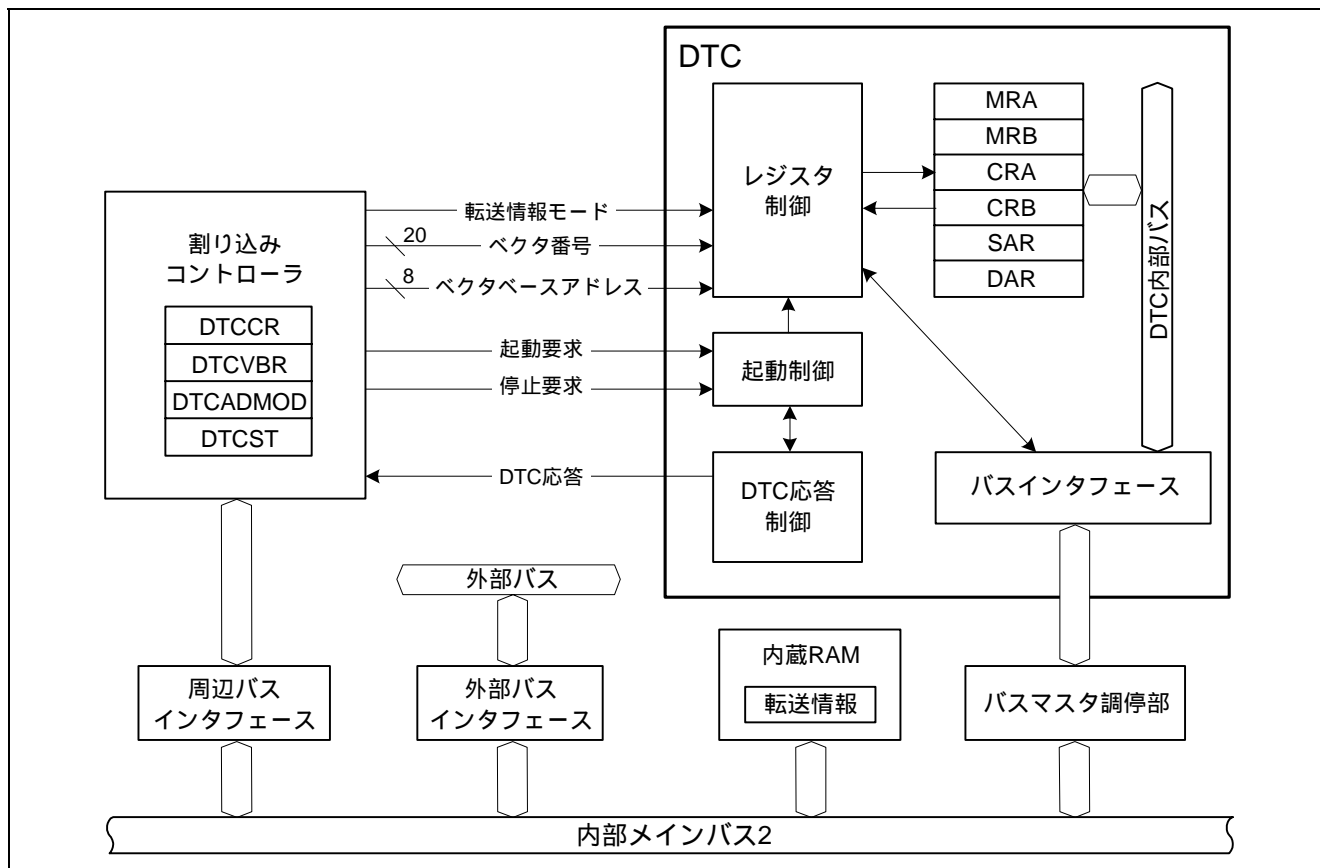 DTC
MRA
MRB
CRA
CRB
SAR
DAR
レジスタ
制御
DTC内部バス
割り込み
コントローラ
DTCCR
DTCVBR
DTCADMOD
DTCST
転送情報モード
20
ベクタ番号
8
ベクタベースアドレス
起動要求
停止要求
起動制御
DTC応答
DTC応答
制御
バスインタフェース
外部バス
周辺バス
インタフェース
外部バス
インタフェース
内蔵RAM
転送情報
バスマスタ調停部
内部メインバス2